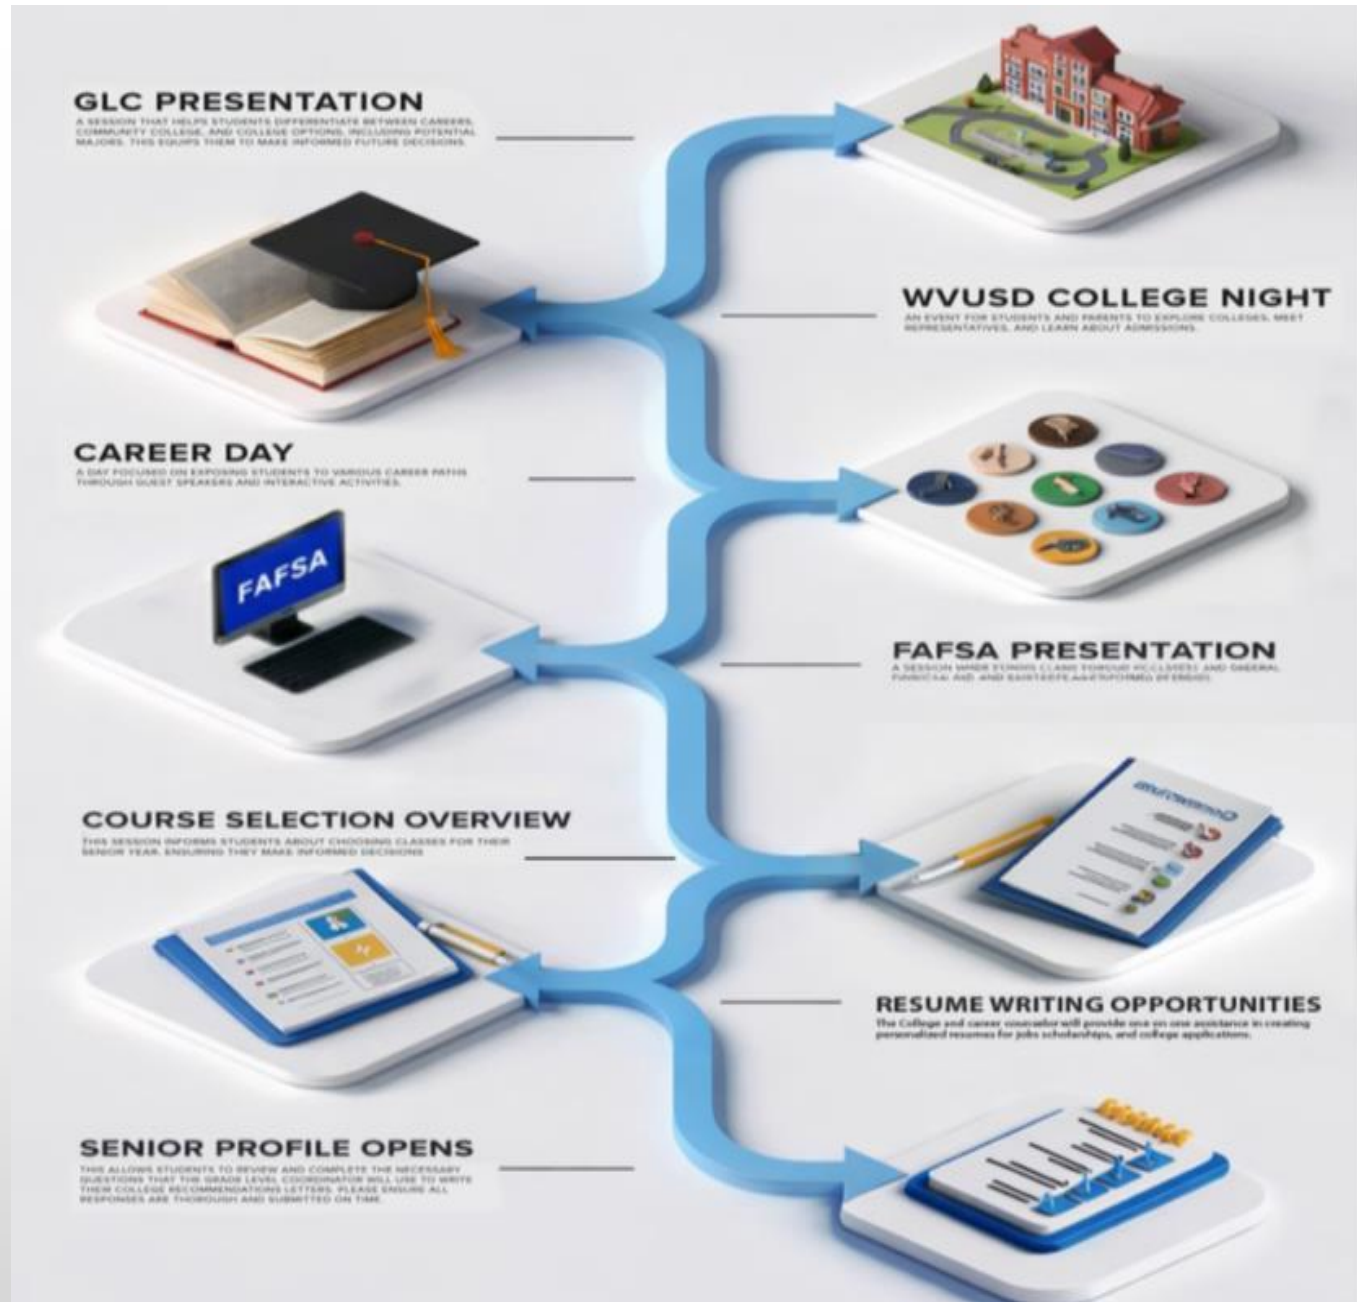 GLC PRESENTATION
A SESSION THAT HELPS STUDENTS DIFFERENTIATE BETWEEN CAREERS,
COMMUNITY COLLEGE, AND COLLEGE OPTIONS, INCLUDING POTENTIAL
MAJORS. THIS EQUIPS THEM TO MAKE INFORMED FUTURE DECISIONS.
WVUSD COLLEGE NIGHT
AN EVENT FOR STUDENTS AND PARENTS TO EXPLORE COLLEGES, MEET
REPRESENTATIVES, AND LEARN ABOUT ADMISSIONS.
CAREER DAY
A DAY FOCUSED ON EXPOSING STUDENTS TO VARIOUS CAREER PATHS
THROUGH GUEST SPEAKERS AND INTERACTIVE ACTIVITIES.
FAFSA
FAFSA PRESENTATION
A SESSION
AID AND
COURSE SELECTION OVERVIEW
THIS SESSION INFORMS STUDENTS ABOUT CHOOSING CLASSES FOR THEIR
SENIOR YEAR, ENSURING THEY MAKE INFORMED DECISIONS
RESUME WRITING OPPORTUNITIES
The College and career counselor will provide one on one assistance in creating
personalized resumes for jobs scholarships, and college applications.
SENIOR PROFILE OPENS
THIS ALLOWS STUDENTS TO REVIEW AND COMPLETE THE NECESSARY
QUESTIONS THAT THE GRADE LEVEL COORDINATOR WILL USE TO WRITE
THEIR COLLEGE RECOMMENDATIONS LETTERS. PLEASE ENSURE ALL
RESPONSES ARE THOROUGH AND SUBMITTED ON TIME.